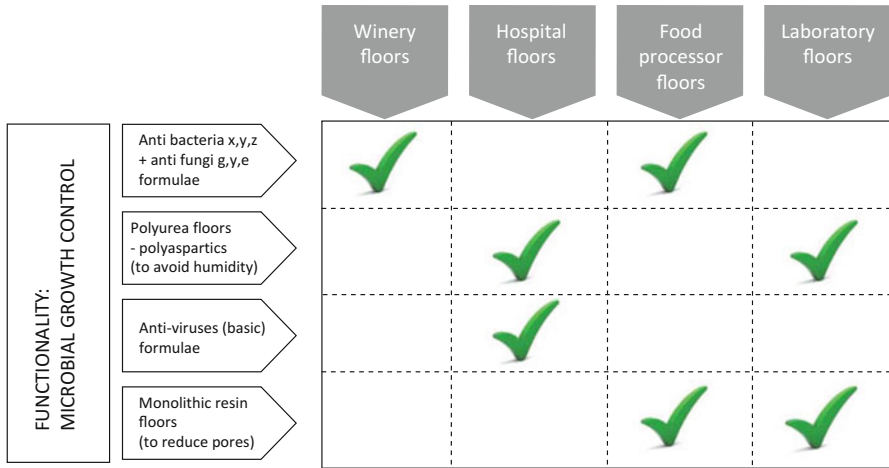 Winery
floors
Hospital
floors
Food
processor
floors
Laboratory
floors
FUNCTIONALITY:
MICROBIAL GROWTH CONTROL
Anti bacteria x,y,z
+ anti fungi g,y,e
formulae
Polyurea floors
- polyaspartics
(to avoid humidity)
Anti-viruses (basic)
formulae
Monolithic resin
floors
(to reduce pores)